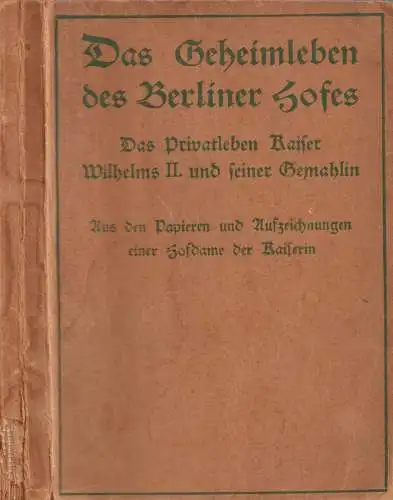 Das Geheimleben
des Berliner Hofes
Das Privatleben Kaiser
Wilhelms II. und seiner Gemahlin
Aus den Papieren und Aufzeichnungen
einer Hofdame der Kaiserin